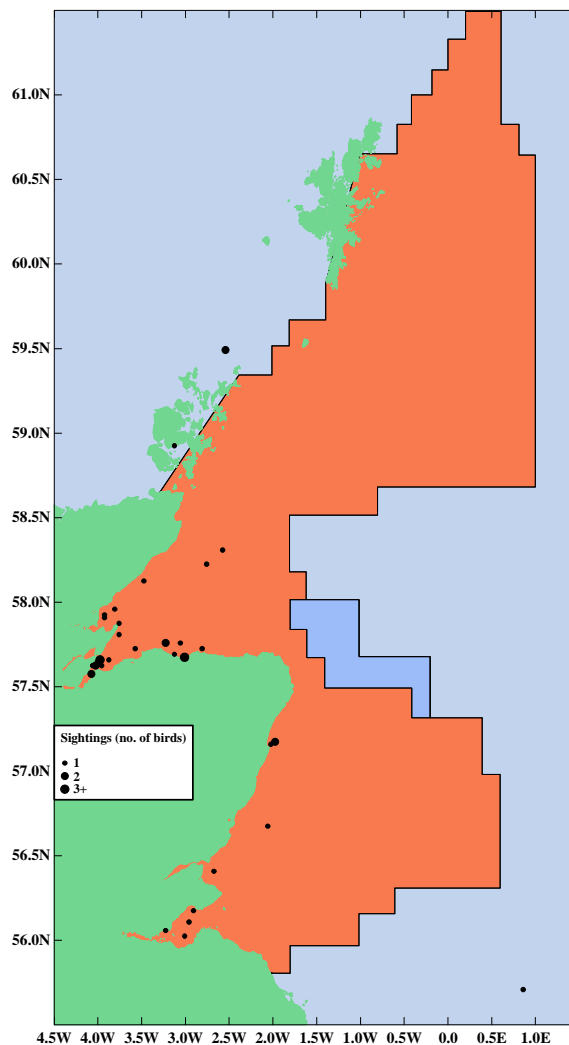 61.0N
60.5N
60.0N
59.5N
59.0N
58.5N
58.0N
57.5N
57.0N
56.5N
56.0N
Sightings (no. of birds)
1
2
3+
4.5W 4.0W 3.5W 3.0W 2.5W 2.0W 1.5W 1.0W 0.5W 0.0 0.5E 1.0E